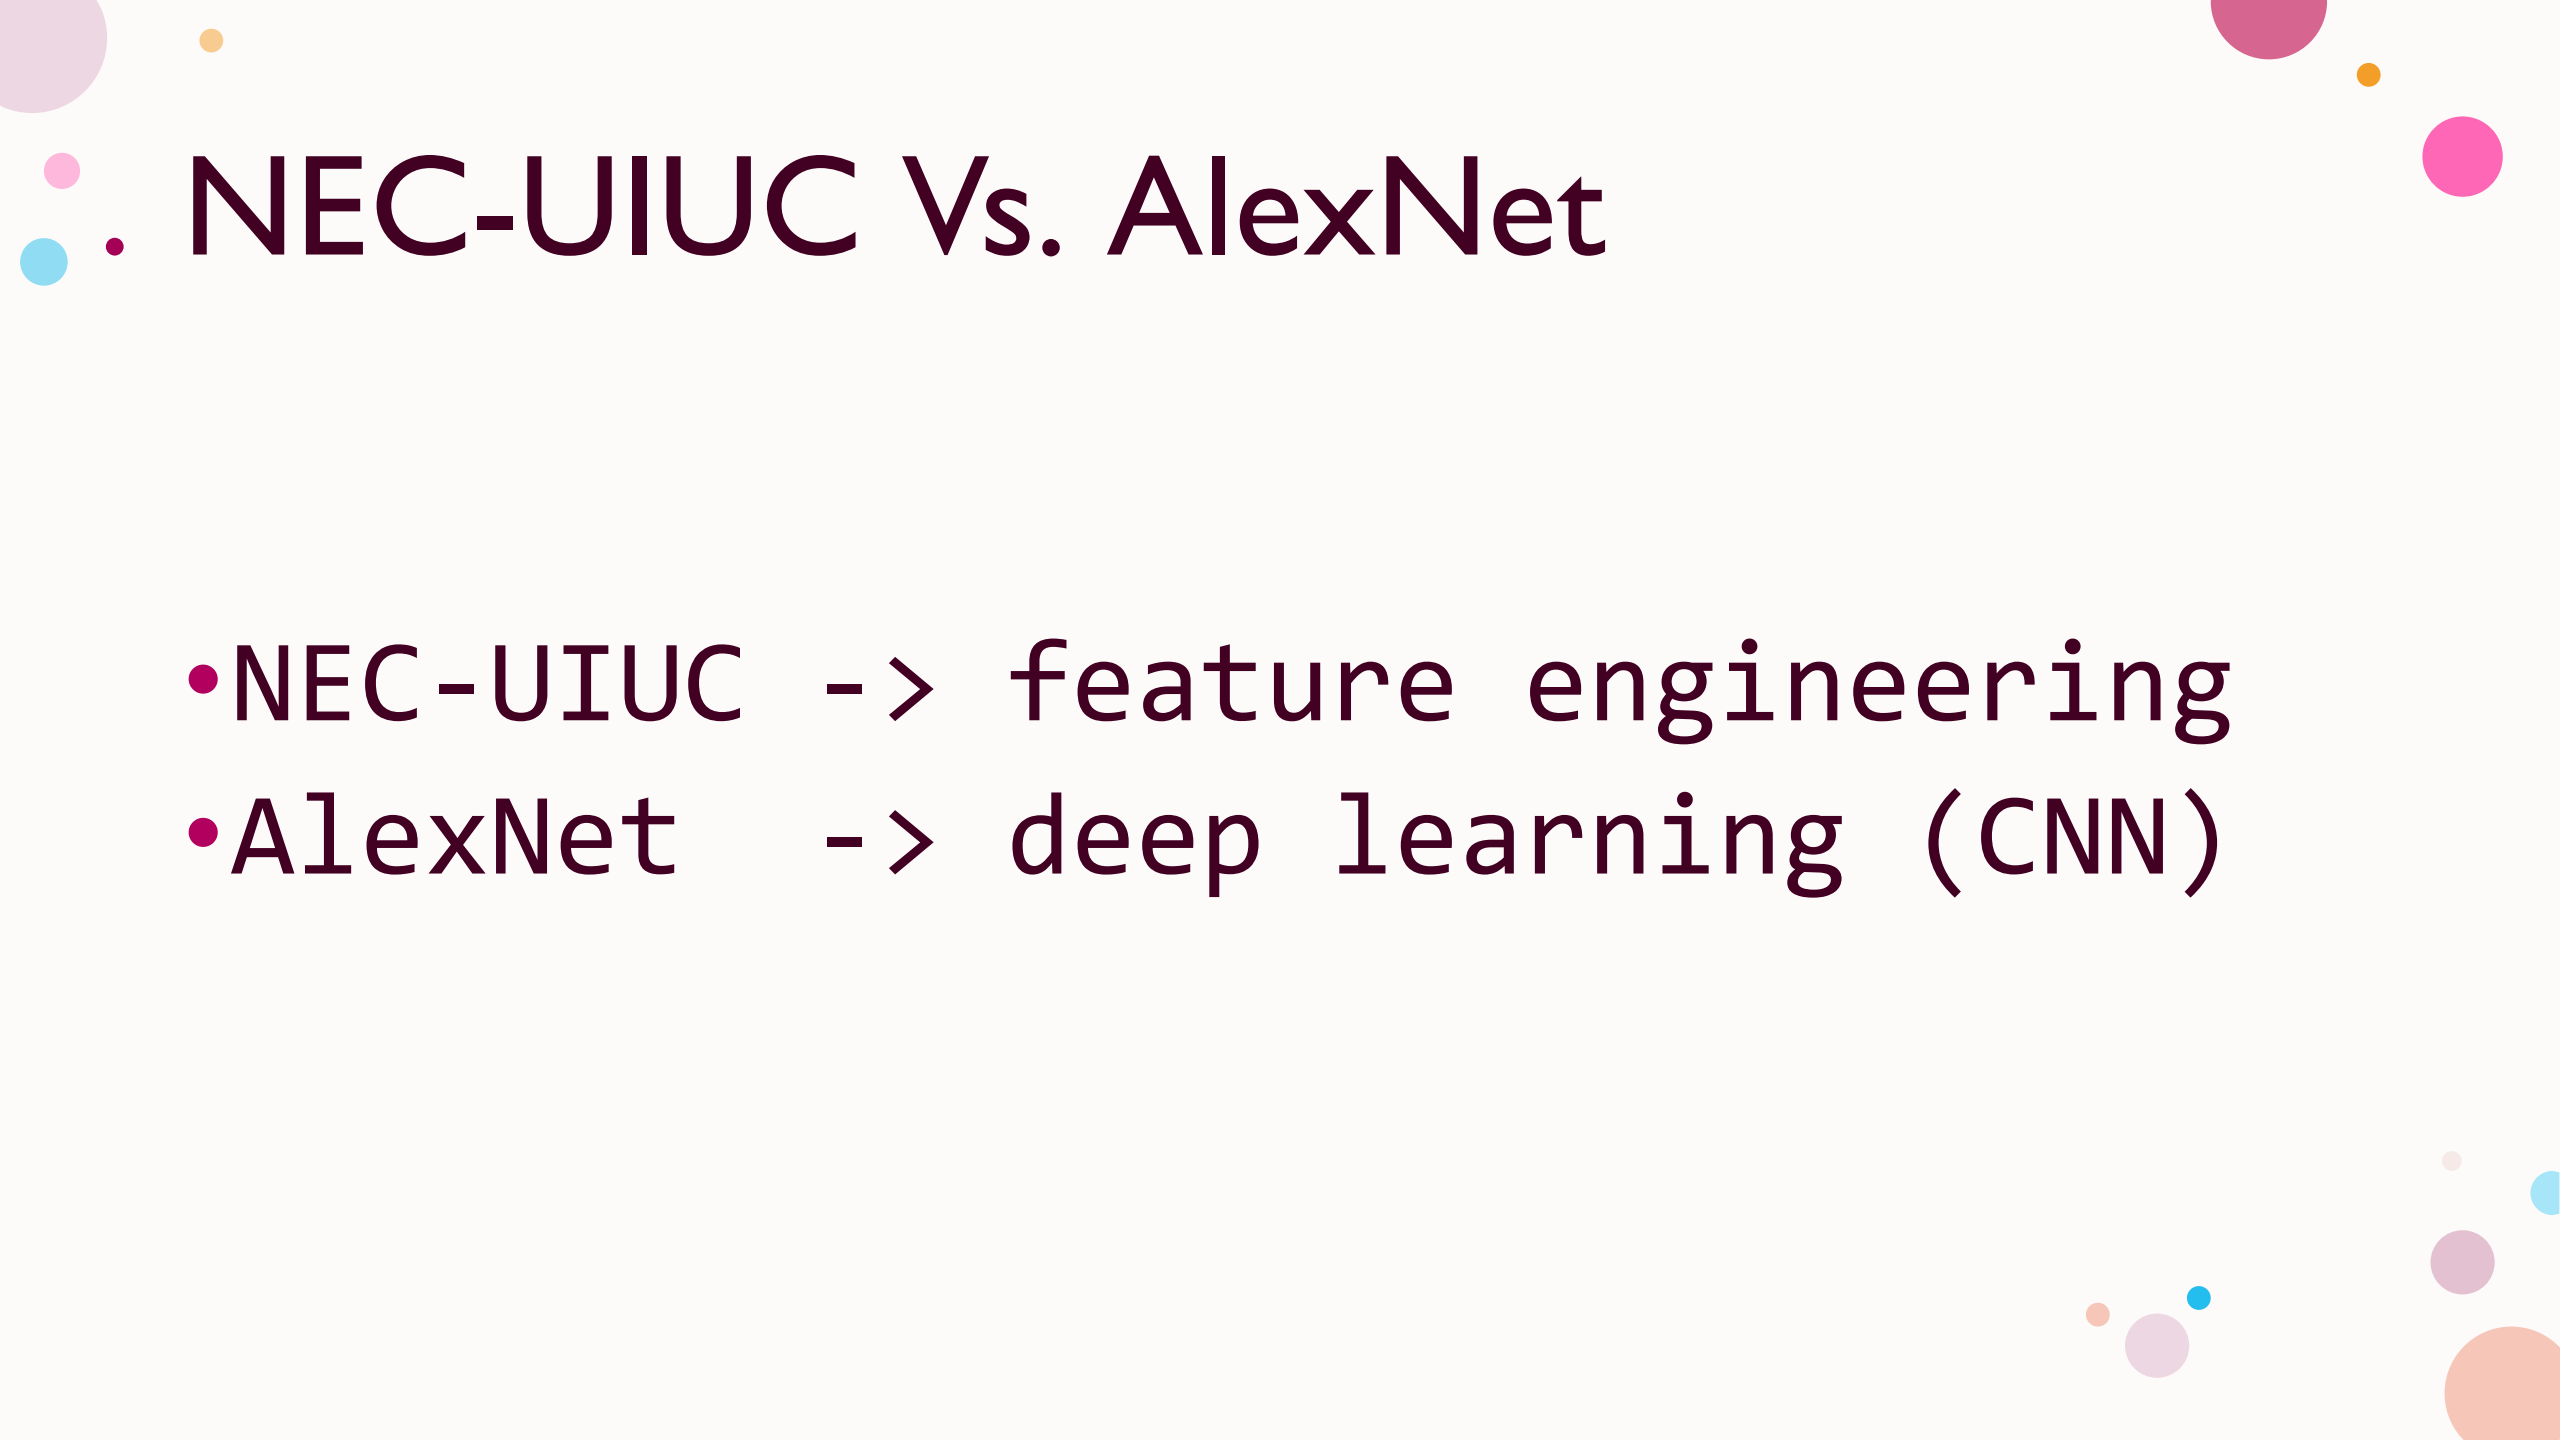 NEC-UIUC Vs. AlexNet
•NEC-UIUC -> feature engineering
•AlexNet  -> deep learning (CNN)